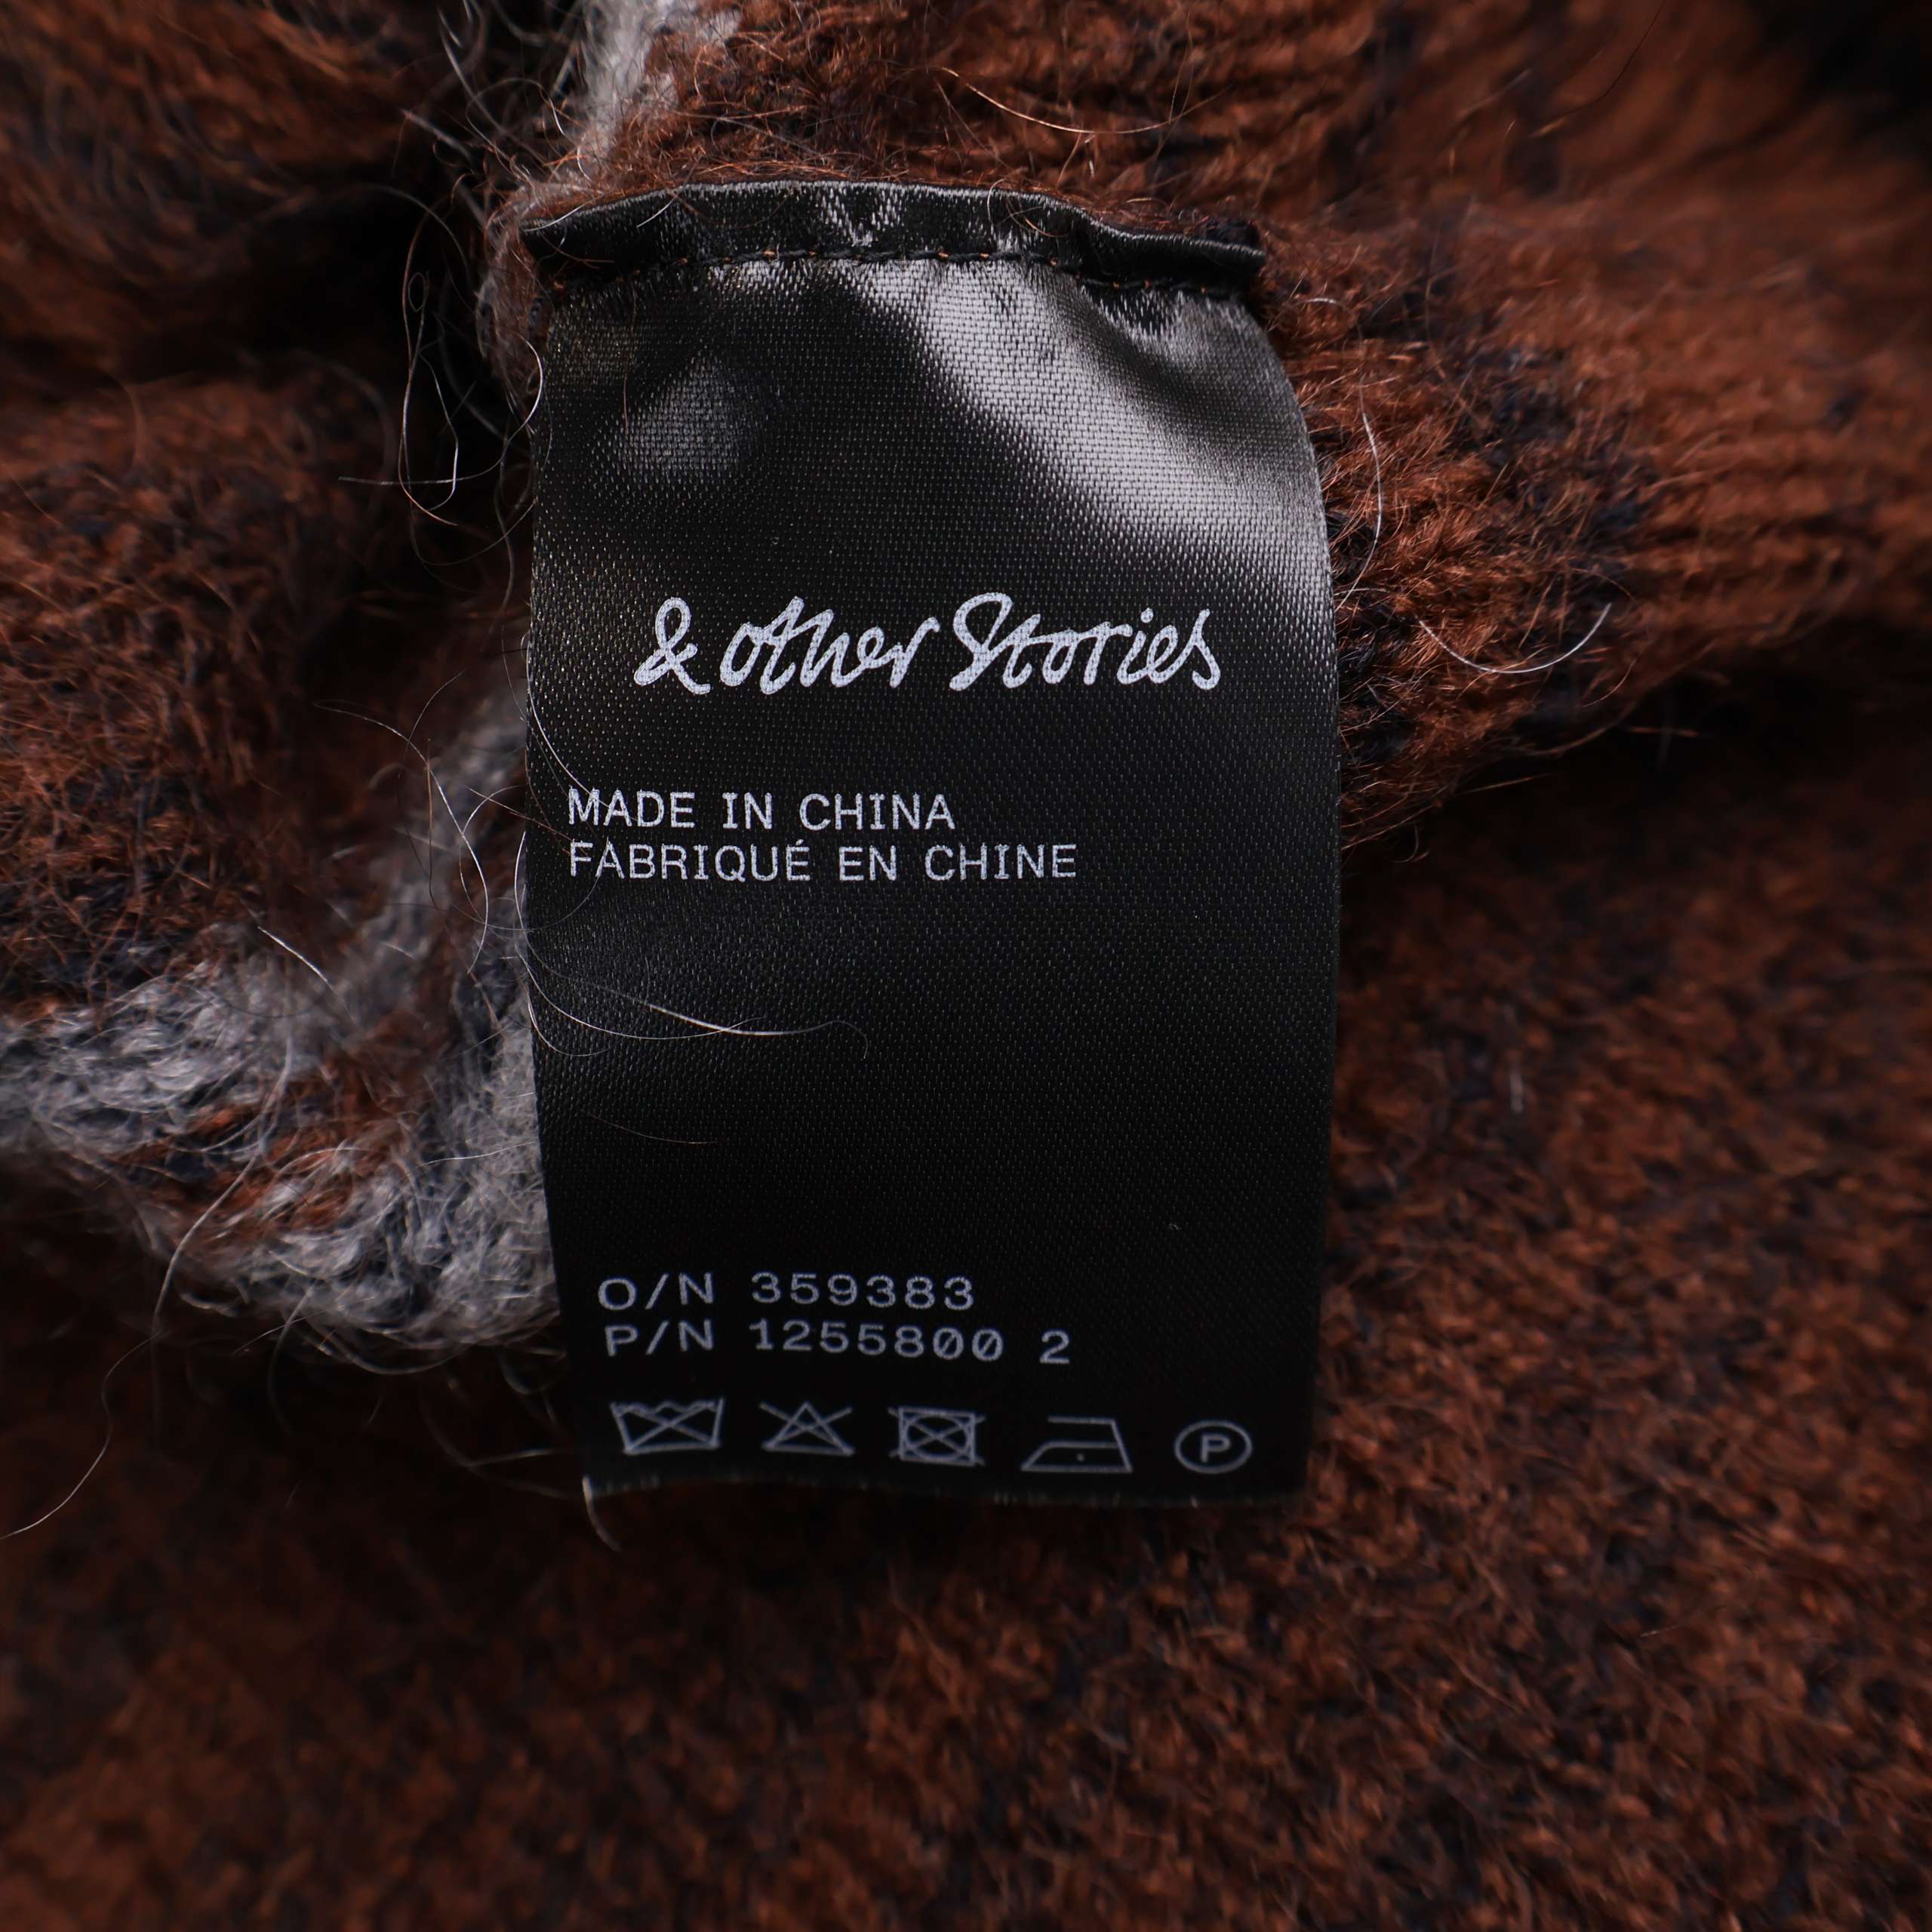 & other Stories
MADE IN CHINA
FABRIQUÉ EN CHINE
O/N 359383
P/N 1255800 2
P